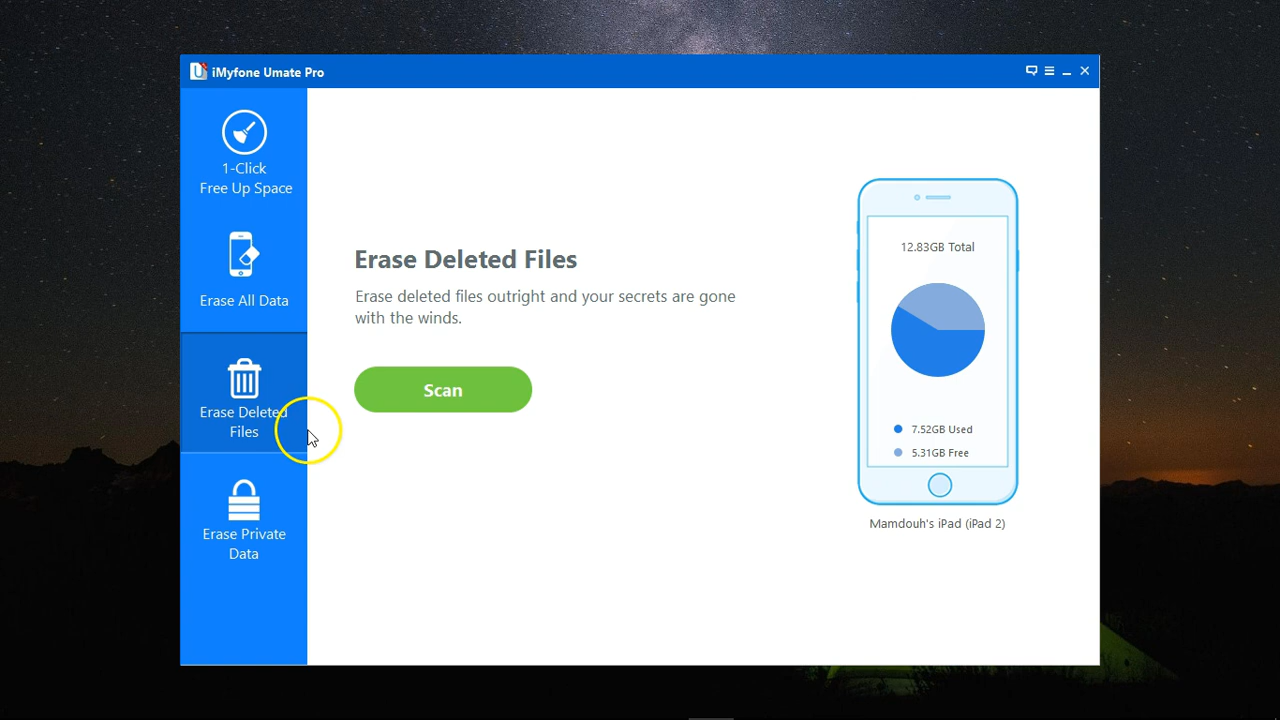 iMyfone Umate Pro
1-Click
Free Up Space
Erase All Data
Erase Deleted
Files
Erase Private
Data
Erase Deleted Files
Erase deleted files outright and your secrets are gone
with the winds.
Scan
12.83GB Total
7.52GB Used
5.31GB Free
Mamdouh's iPad (iPad 2)